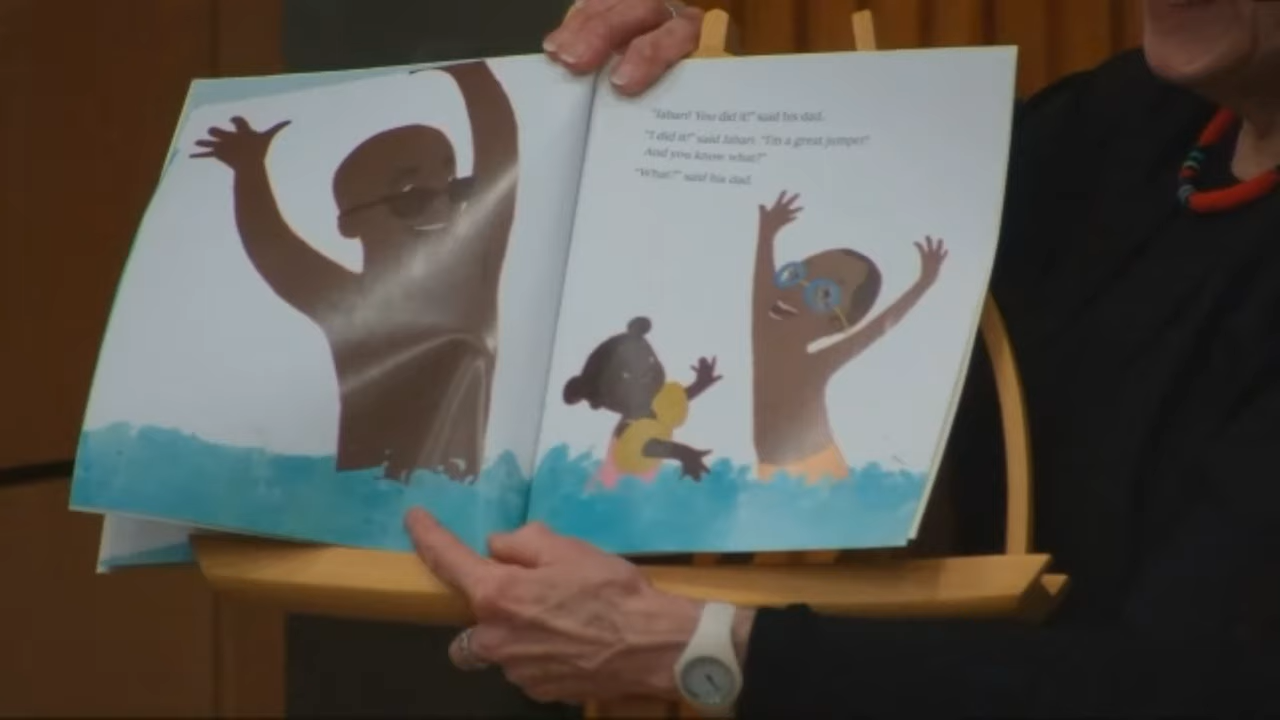 "Jabari! You did it!" said his dad.
"I did it!" said Jabari. "I'm a great jumper!
And you know what?"
"What?" said his dad.